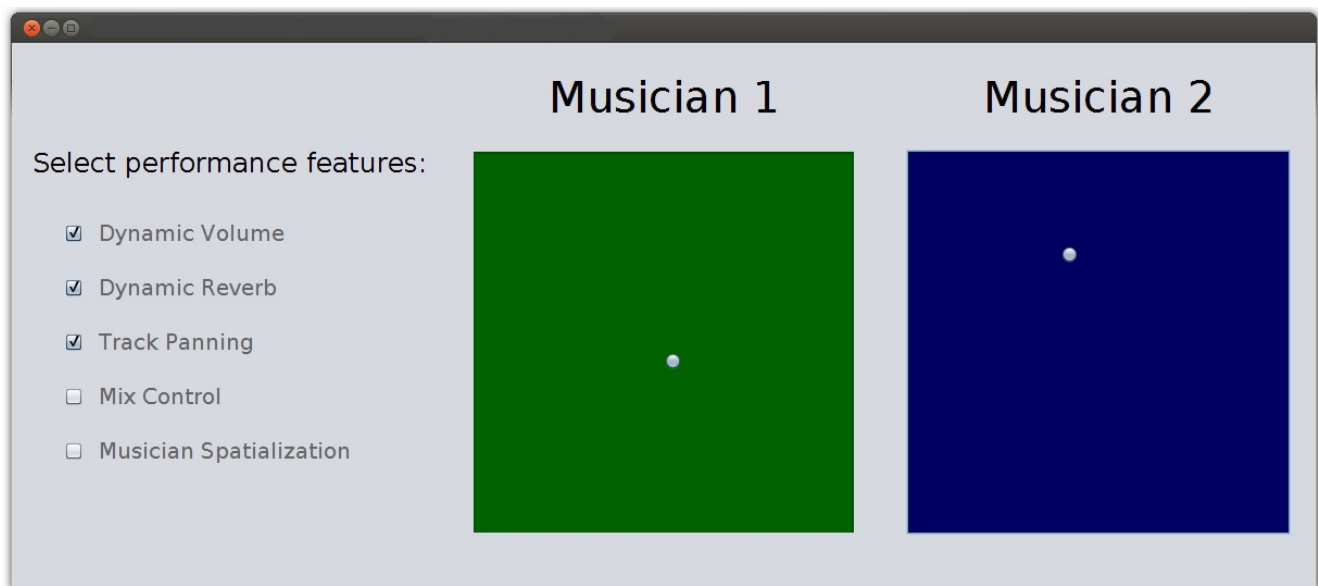 Musician 1
Musician 2
Select performance features:
Dynamic Volume
Dynamic Reverb
Track Panning
Mix Control
Musician Spatialization